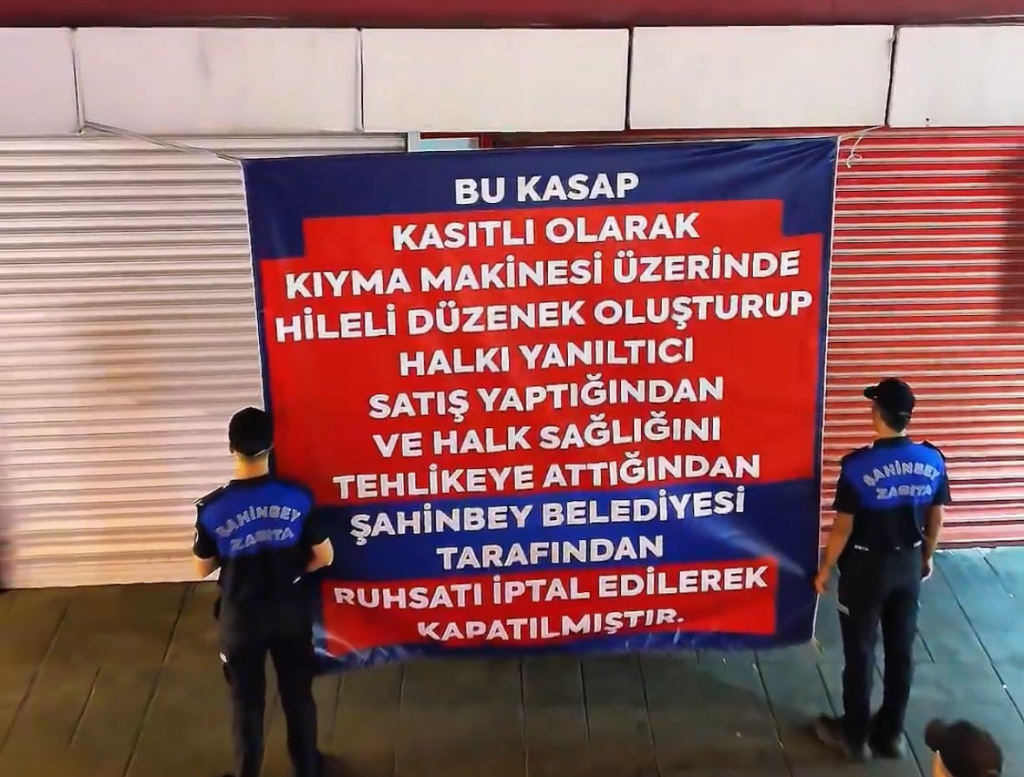 BU KASAP
KASITLI OLARAK
KIYMA MAKİNESİ ÜZERİNDE
HİLELİ DÜZENEK OLUŞTURUP
HALKI YANILTICI
SATIŞ YAPTIĞINDAN
VE HALK SAĞLIĞINI
TEHLİKEYE ATTIĞINDAN
ŞAHİNBEY BELEDİYESİ
TARAFINDAN
RUHSATI İPTAL EDİLEREK
KAPATILMIŞTIR.
ŞAHİNBEY
ZABITA
ŞAHİNBEY
ZABITA